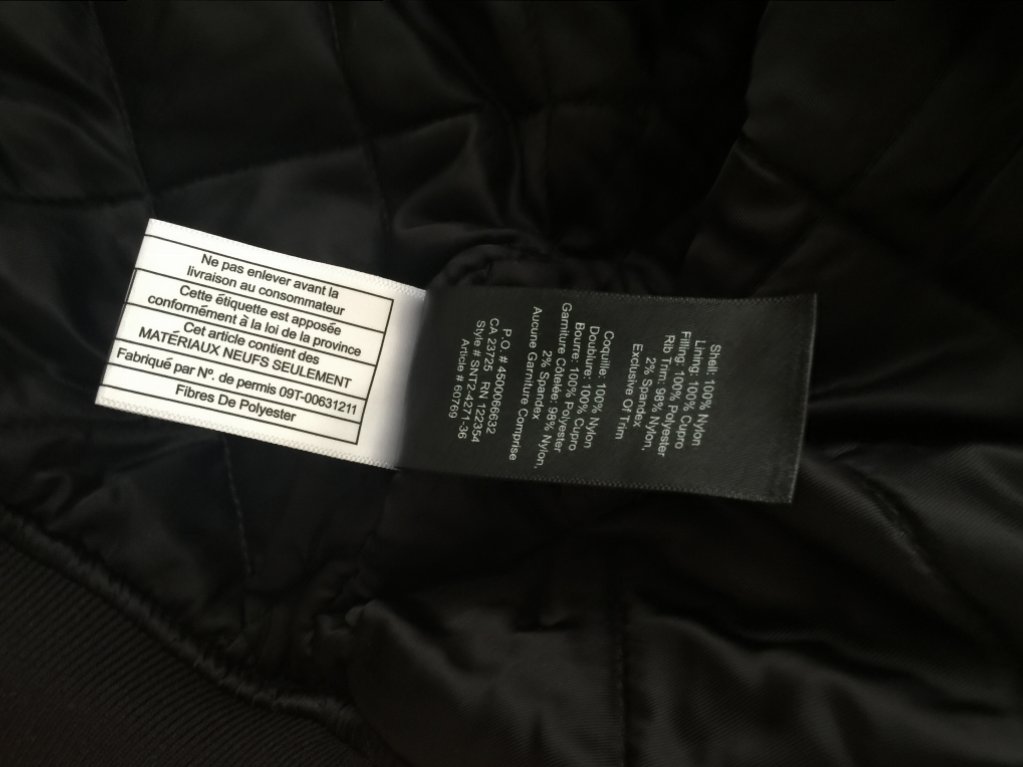 Ne pas enlever avant la
livraison au consommateur
Cette étiquette est apposée
conformément à la loi de la province
Cet article contient des
MATÉRIAUX NEUFS SEULEMENT
Fabriqué par Nº. de permis 09T-00631211
Fibres De Polyester
Shell: 100% Nylon
Lining: 100% Cupro
Filling: 100% Polyester
Rib Trim: 98% Nylon,
2% Spandex
Exclusive Of Trim
Coquille: 100% Nylon
Doublure: 100% Cupro
Bourre: 100% Polyester
Garniture Côtelée: 98% Nylon,
2% Spandex
Aucune Garniture Comprise
P.O. # 4500096632
CA 23725 RN 122354
Style # SNT2-4271-36
Article # 60769